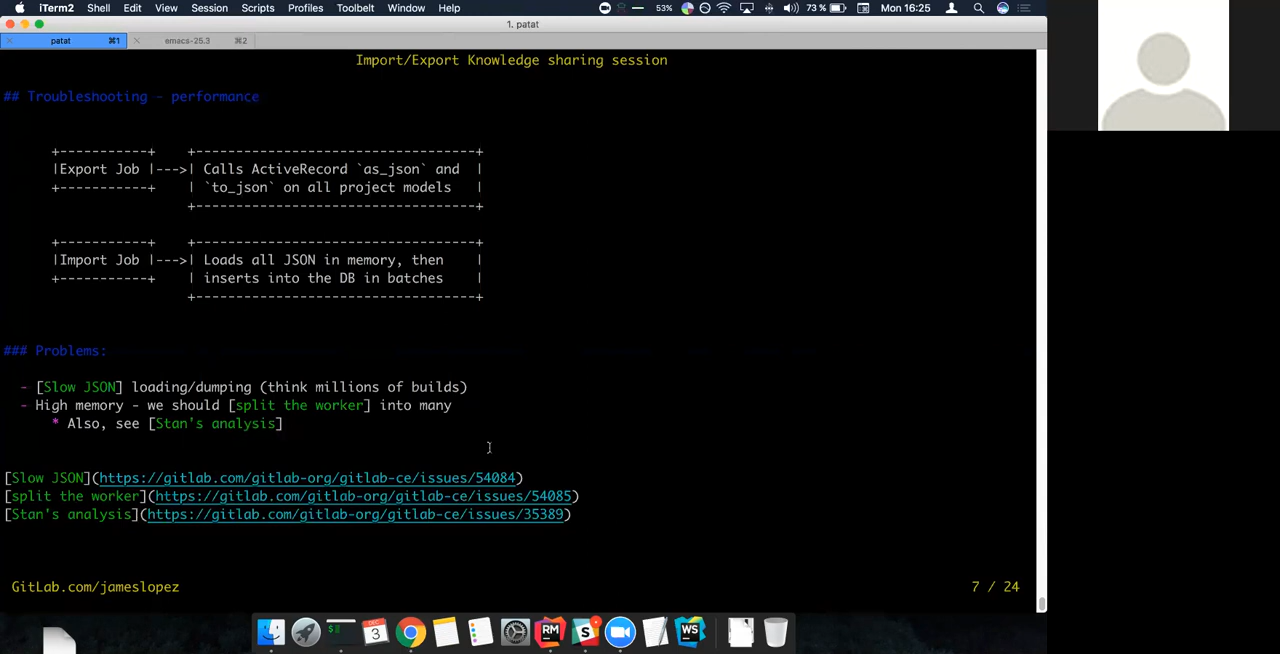 iTerm2 Shell Edit View Session Scripts Profiles Toolbelt Window Help 53% 73 % Mon 16:25
1. patat
patat ⌘1 emacs-25.3 ⌘2
Import/Export Knowledge sharing session
## Troubleshooting - performance
+-----------+ +-----------------------------------+
|Export Job |--->| Calls ActiveRecord `as_json` and |
+-----------+ | `to_json` on all project models |
+-----------------------------------+
+-----------+ +-----------------------------------+
|Import Job |--->| Loads all JSON in memory, then |
+-----------+ | inserts into the DB in batches |
+-----------------------------------+
### Problems:
- [Slow JSON] loading/dumping (think millions of builds)
- High memory - we should [split the worker] into many
* Also, see [Stan's analysis]
[Slow JSON](https://gitlab.com/gitlab-org/gitlab-ce/issues/54084)
[split the worker](https://gitlab.com/gitlab-org/gitlab-ce/issues/54085)
[Stan's analysis](https://gitlab.com/gitlab-org/gitlab-ce/issues/35389)
GitLab.com/jameslopez 7 / 24
DEC
3
RM
WS